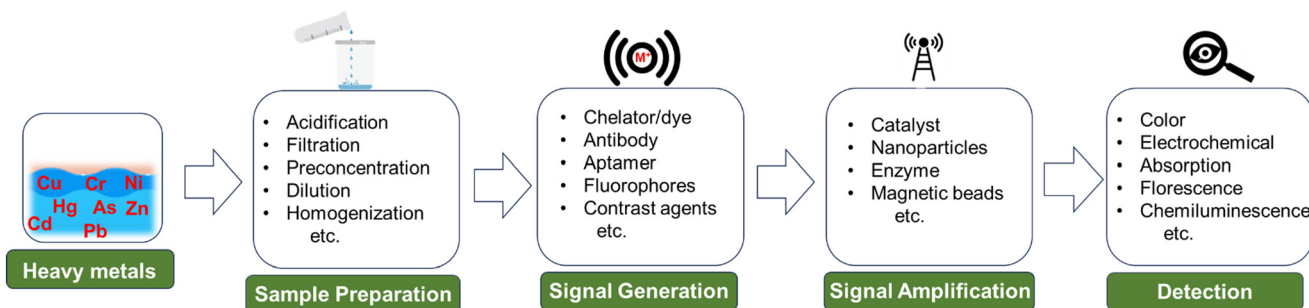 Cu Cr Ni
Hg As Zn
Cd
Pb
Heavy metals
• Acidification
• Filtration
• Preconcentration
• Dilution
• Homogenization
etc.
Sample Preparation
M⁺
• Chelator/dye
• Antibody
• Aptamer
• Fluorophores
• Contrast agents
etc.
Signal Generation
• Catalyst
• Nanoparticles
• Enzyme
• Magnetic beads
etc.
Signal Amplification
• Color
• Electrochemical
• Absorption
• Florescence
• Chemiluminescence
etc.
Detection